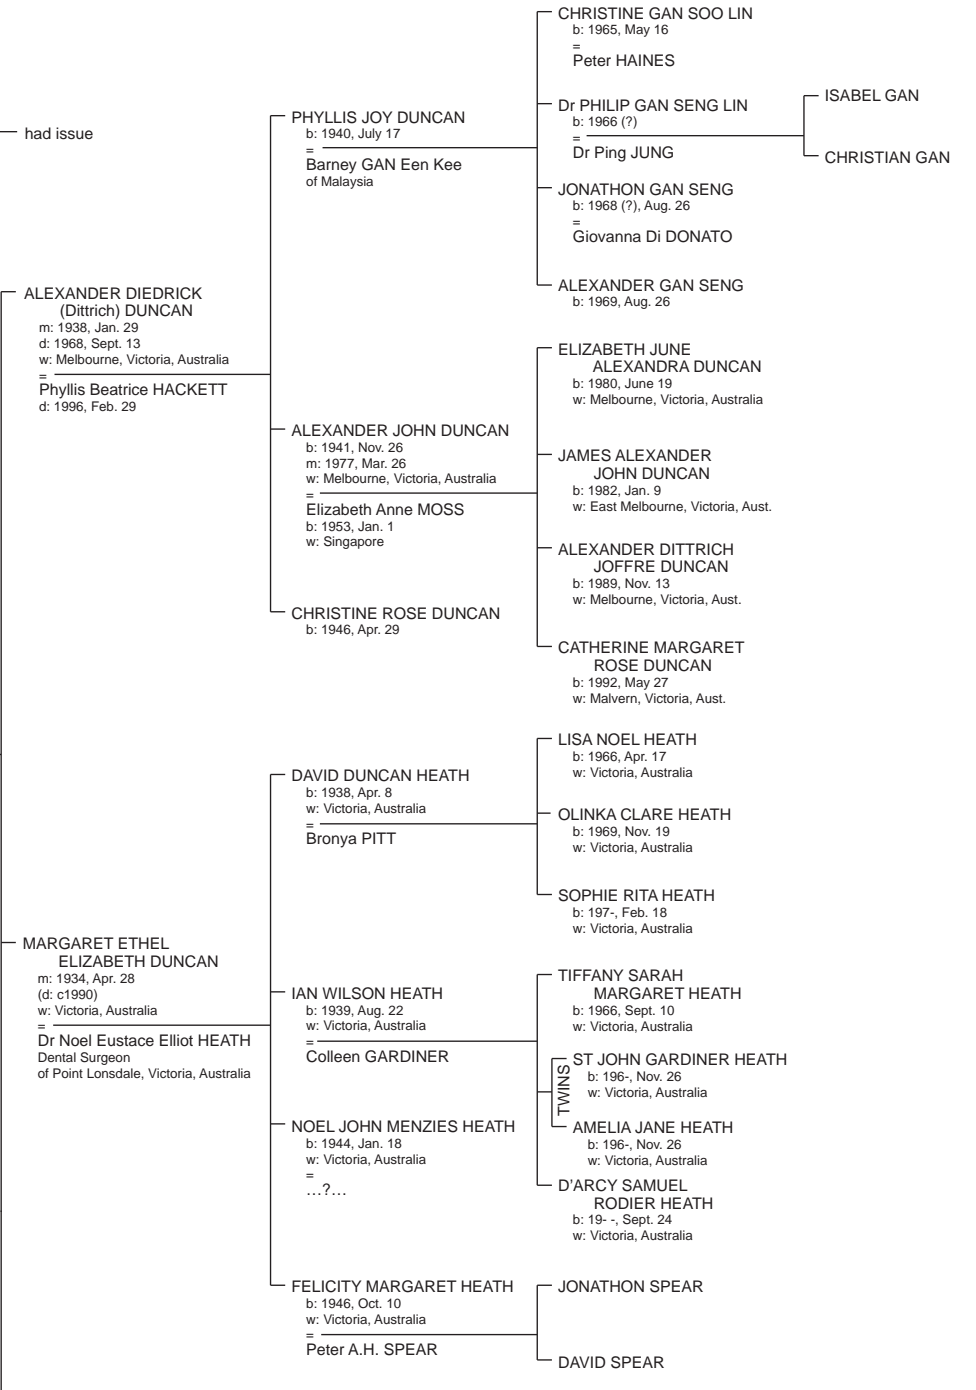 had issue
ALEXANDER DIEDRICK
(Dittrich) DUNCAN
m: 1938, Jan. 29
d: 1968, Sept. 13
w: Melbourne, Victoria, Australia
=
Phyllis Beatrice HACKETT
d: 1996, Feb. 29
MARGARET ETHEL
ELIZABETH DUNCAN
m: 1934, Apr. 28
(d: c1990)
w: Victoria, Australia
=
Dr Noel Eustace Elliot HEATH
Dental Surgeon
of Point Lonsdale, Victoria, Australia
PHYLLIS JOY DUNCAN
b: 1940, July 17
=
Barney GAN Een Kee
of Malaysia
ALEXANDER JOHN DUNCAN
b: 1941, Nov. 26
m: 1977, Mar. 26
w: Melbourne, Victoria, Australia
=
Elizabeth Anne MOSS
b: 1953, Jan. 1
w: Singapore
CHRISTINE ROSE DUNCAN
b: 1946, Apr. 29
DAVID DUNCAN HEATH
b: 1938, Apr. 8
w: Victoria, Australia
=
Bronya PITT
IAN WILSON HEATH
b: 1939, Aug. 22
w: Victoria, Australia
=
Colleen GARDINER
NOEL JOHN MENZIES HEATH
b: 1944, Jan. 18
w: Victoria, Australia
=
…?…
FELICITY MARGARET HEATH
b: 1946, Oct. 10
w: Victoria, Australia
=
Peter A.H. SPEAR
CHRISTINE GAN SOO LIN
b: 1965, May 16
=
Peter HAINES
Dr PHILIP GAN SENG LIN
b: 1966 (?)
=
Dr Ping JUNG
JONATHON GAN SENG
b: 1968 (?), Aug. 26
=
Giovanna Di DONATO
ALEXANDER GAN SENG
b: 1969, Aug. 26
ELIZABETH JUNE
ALEXANDRA DUNCAN
b: 1980, June 19
w: Melbourne, Victoria, Australia
JAMES ALEXANDER
JOHN DUNCAN
b: 1982, Jan. 9
w: East Melbourne, Victoria, Aust.
ALEXANDER DITTRICH
JOFFRE DUNCAN
b: 1989, Nov. 13
w: Melbourne, Victoria, Aust.
CATHERINE MARGARET
ROSE DUNCAN
b: 1992, May 27
w: Malvern, Victoria, Aust.
LISA NOEL HEATH
b: 1966, Apr. 17
w: Victoria, Australia
OLINKA CLARE HEATH
b: 1969, Nov. 19
w: Victoria, Australia
SOPHIE RITA HEATH
b: 197-, Feb. 18
w: Victoria, Australia
TIFFANY SARAH
MARGARET HEATH
b: 1966, Sept. 10
w: Victoria, Australia
TWINS
ST JOHN GARDINER HEATH
b: 196-, Nov. 26
w: Victoria, Australia
AMELIA JANE HEATH
b: 196-, Nov. 26
w: Victoria, Australia
D'ARCY SAMUEL
RODIER HEATH
b: 19- -, Sept. 24
w: Victoria, Australia
JONATHON SPEAR
DAVID SPEAR
ISABEL GAN
CHRISTIAN GAN